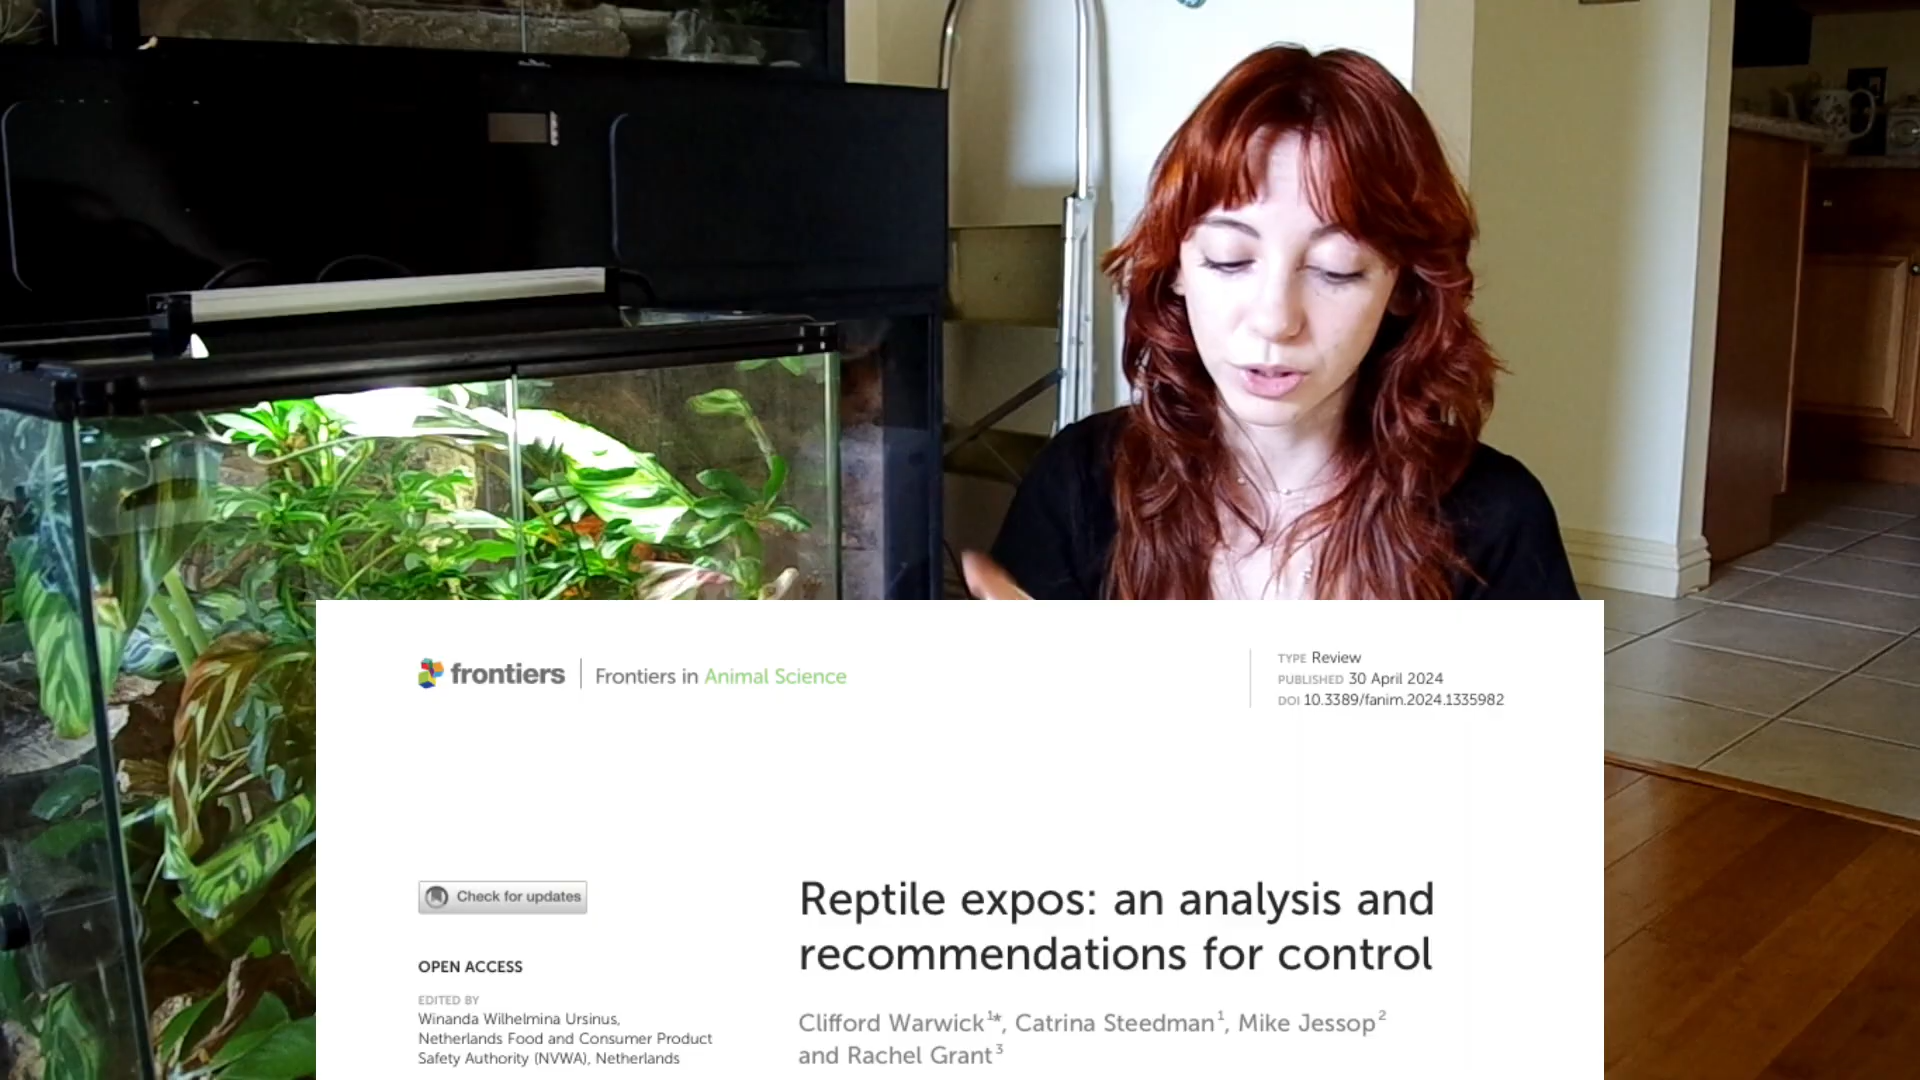 frontiers | Frontiers in Animal Science
TYPE Review
PUBLISHED 30 April 2024
DOI 10.3389/fanim.2024.1335982
Check for updates
OPEN ACCESS
EDITED BY
Winanda Wilhelmina Ursinus,
Netherlands Food and Consumer Product
Safety Authority (NVWA), Netherlands
Reptile expos: an analysis and
recommendations for control
Clifford Warwick1*, Catrina Steedman1, Mike Jessop2
and Rachel Grant3